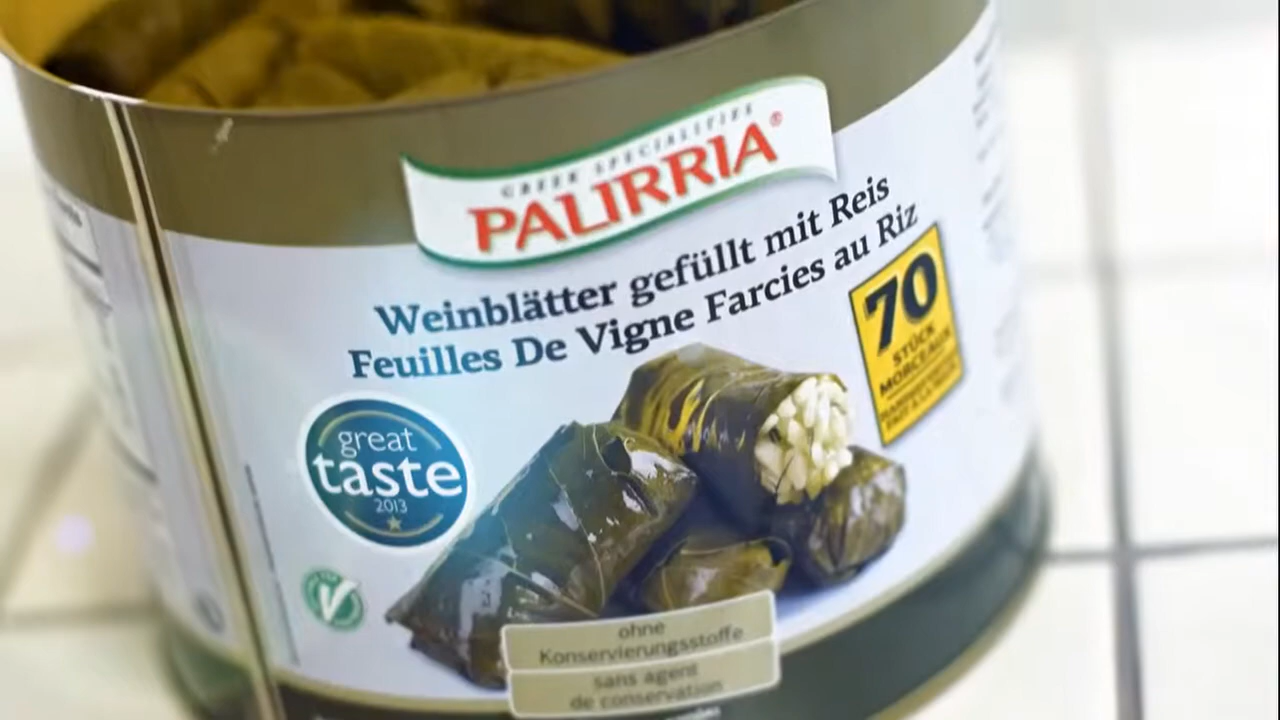 GREEK SPECIALITIES
PALIRRIA®
Weinblätter gefüllt mit Reis
Feuilles De Vigne Farcies au Riz
70
STÜCK
MORCEAUX
great
taste
2013
V
ohne
Konservierungsstoffe
sans agent
de conservation